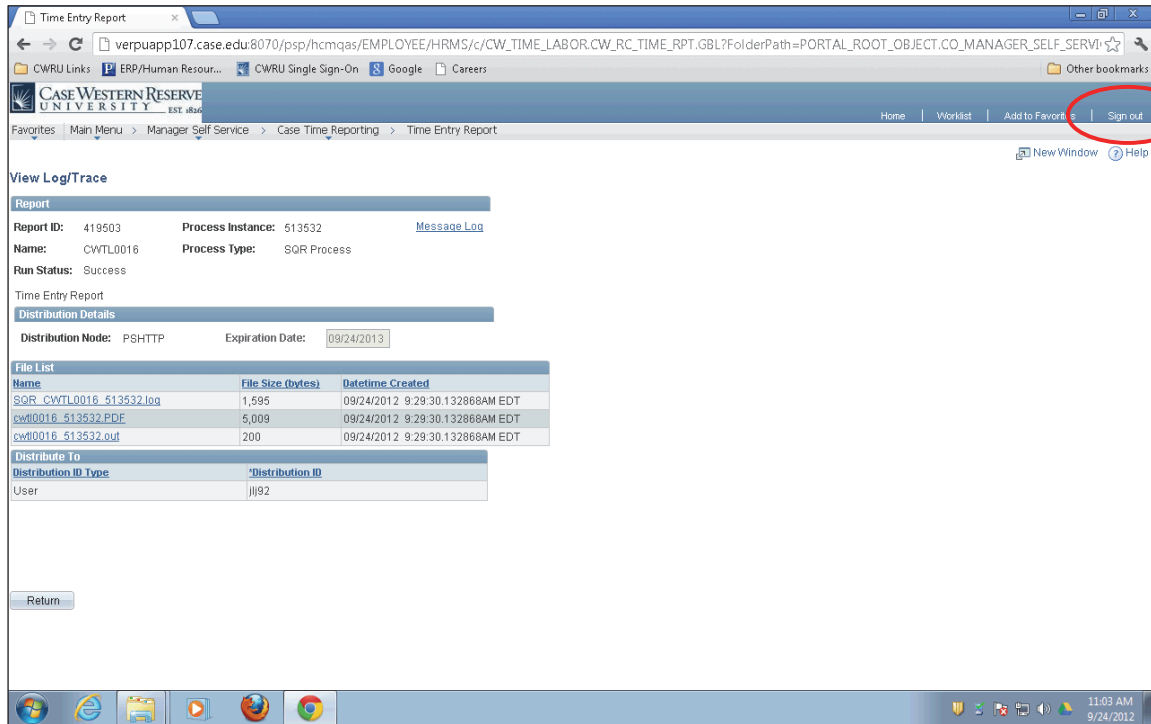 Time Entry Report
verpuapp107.case.edu:8070/psp/hcmqas/EMPLOYEE/HRMS/c/CW_TIME_LABOR.CW_RC_TIME_RPT.GBL?FolderPath=PORTAL_ROOT_OBJECT.CO_MANAGER_SELF_SERVI
CWRU Links ERP/Human Resour... CWRU Single Sign-On Google Careers Other bookmarks
CASE WESTERN RESERVE
UNIVERSITY EST. 1826
Home | Worklist | Add to Favorites | Sign out
Favorites Main Menu > Manager Self Service > Case Time Reporting > Time Entry Report
New Window Help
View Log/Trace
Report
Report ID: 419503 Process Instance: 513532 Message Log
Name: CWTL0016 Process Type: SQR Process
Run Status: Success
Time Entry Report
Distribution Details
Distribution Node: PSHTTP Expiration Date: 09/24/2013
File List
Name File Size (bytes) Datetime Created
SQR_CWTL0016_513532.log 1,595 09/24/2012 9:29:30.132868AM EDT
cwtl0016_513532.PDF 5,009 09/24/2012 9:29:30.132868AM EDT
cwtl0016_513532.out 200 09/24/2012 9:29:30.132868AM EDT
Distribute To
Distribution ID Type *Distribution ID
User jlj92
Return
11:03 AM
9/24/2012